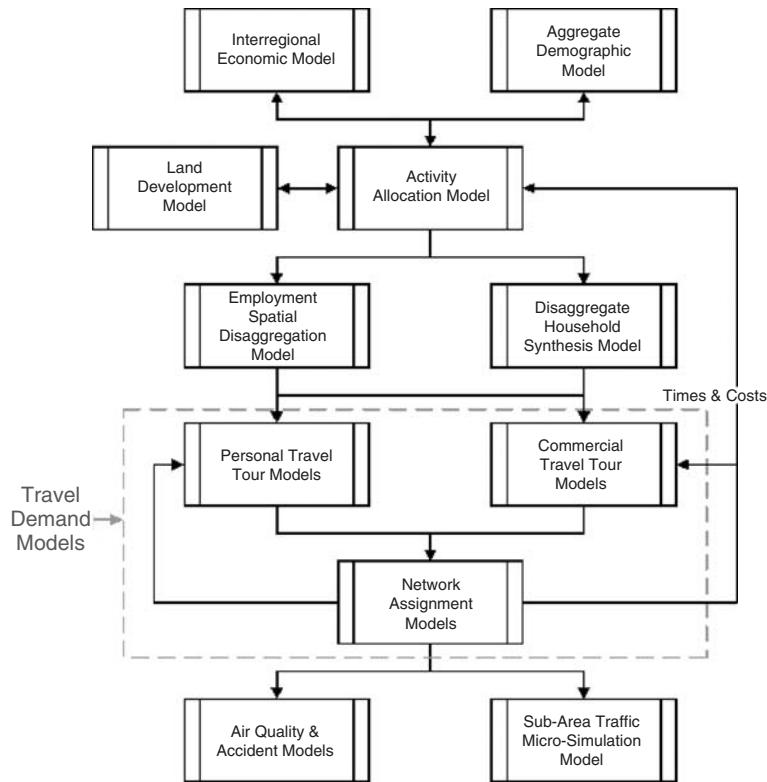 Interregional
Economic Model
Aggregate
Demographic
Model
Land
Development
Model
Activity
Allocation Model
Employment
Spatial
Disaggregation
Model
Disaggregate
Household
Synthesis Model
Times & Costs
Personal Travel
Tour Models
Commercial
Travel Tour
Models
Travel
Demand
Models
Network
Assignment
Models
Air Quality &
Accident Models
Sub-Area Traffic
Micro-Simulation
Model